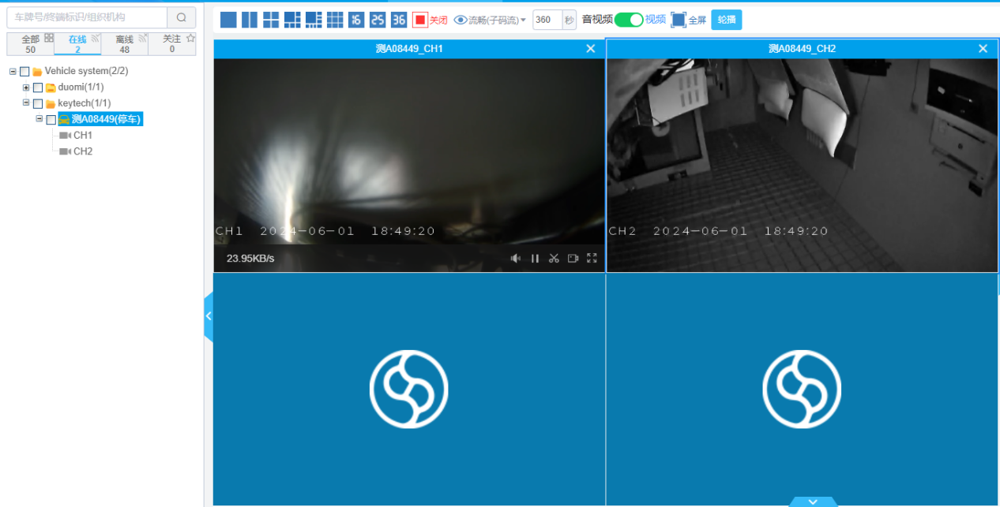 车牌号/终端标识/组织机构
全部 在线 离线 关注
50 2 48 0
Vehicle system(2/2)
duomi(1/1)
keytech(1/1)
测A08449(停车)
CH1
CH2
16 25 36 关闭 流畅(子码流) 360 秒 音视频 视频 全屏 轮播
测A08449_CH1
CH1 2024-06-01 18:49:20
23.95KB/s
测A08449_CH2
CH2 2024-06-01 18:49:20